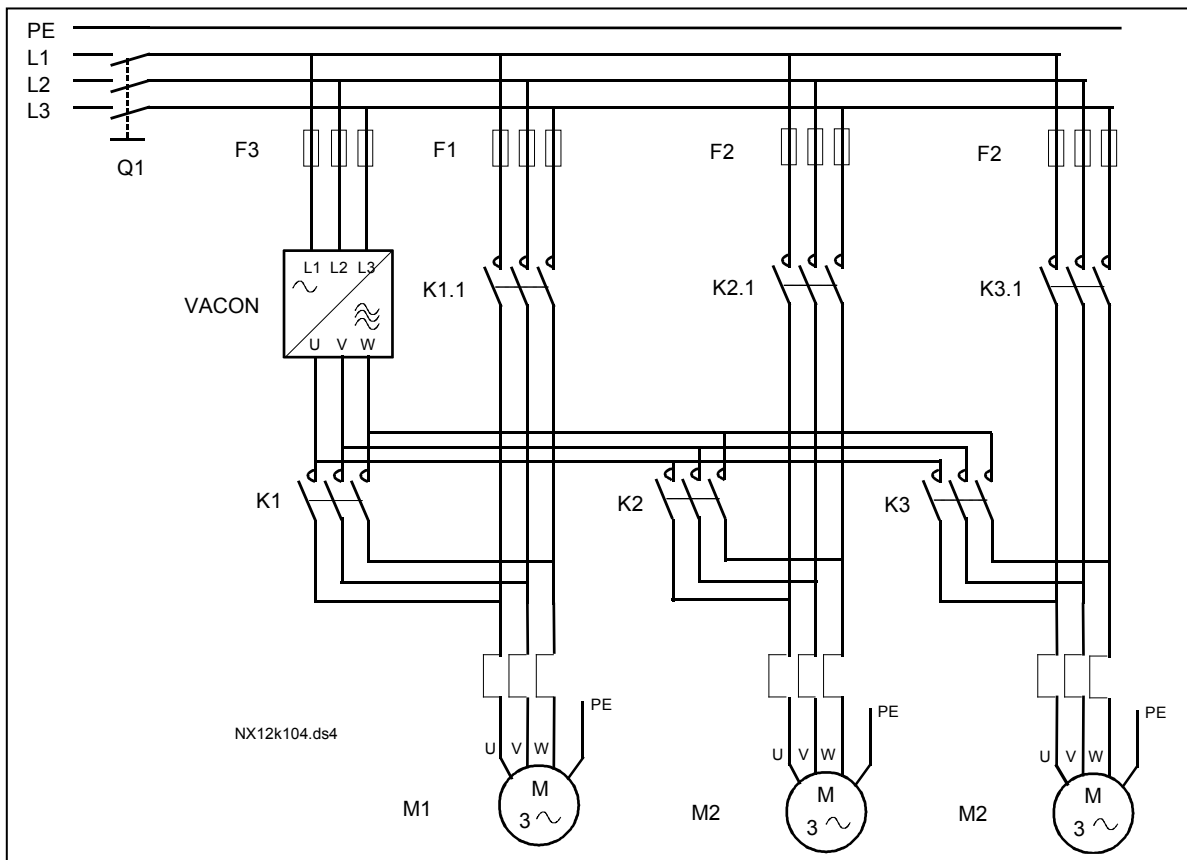 PE
L1
L2
L3
Q1
F3
F1
F2
F2
L1 L2 L3
VACON
U V W
K1.1
K2.1
K3.1
K1
K2
K3
PE
PE
PE
NX12k104.ds4
U V W
U V W
U V W
M1
M
3
M2
M
3
M2
M
3